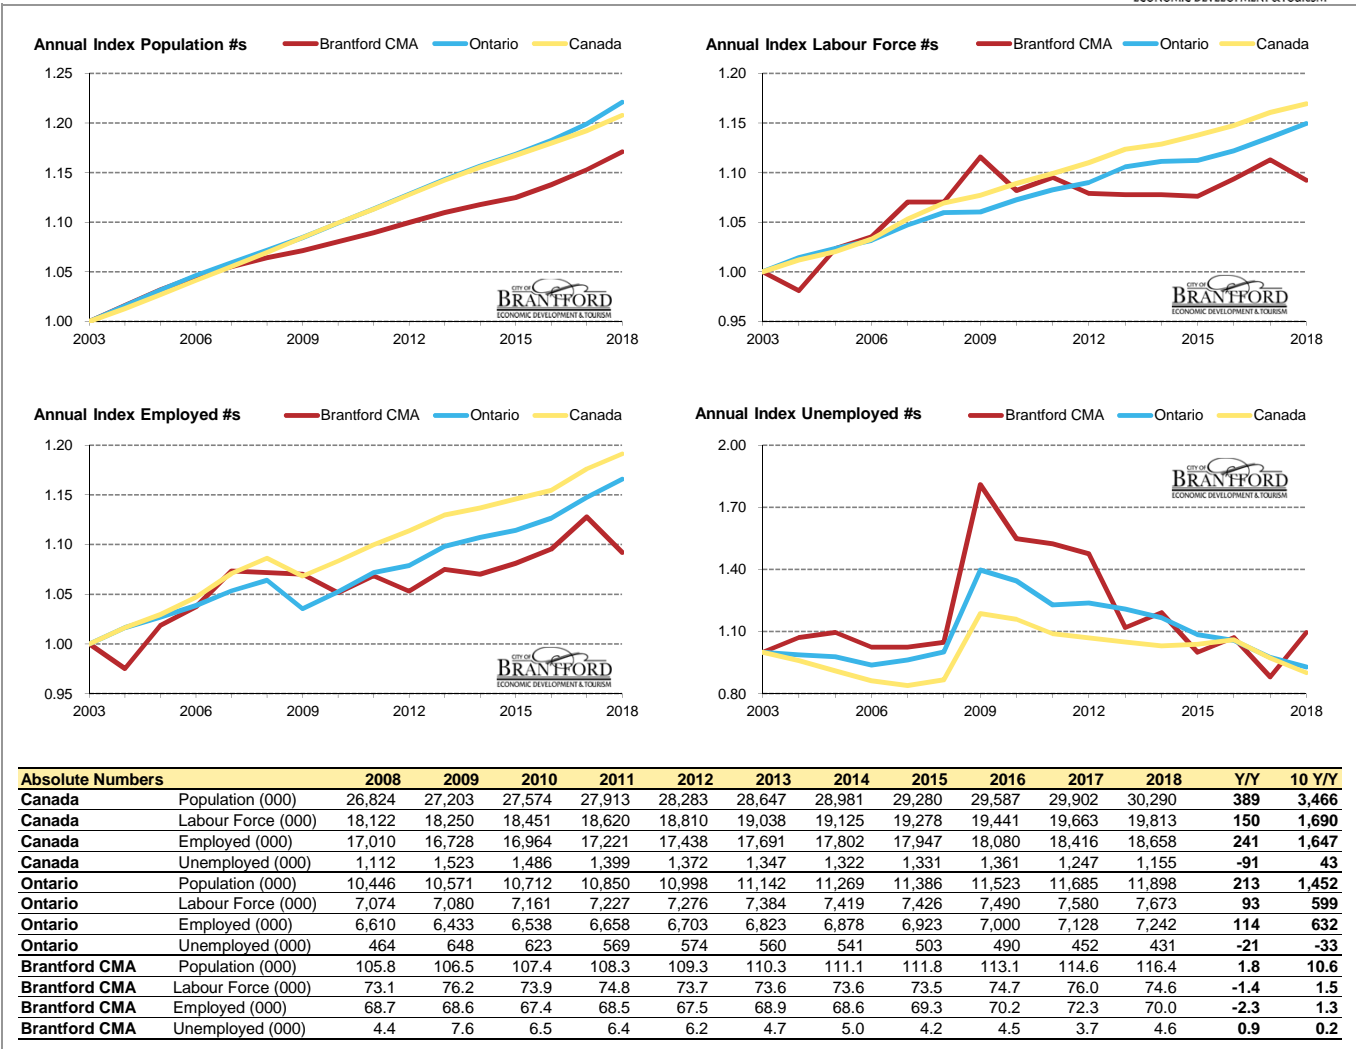 ECONOMIC DEVELOPMENT & TOURISM
Annual Index Population #s Brantford CMA Ontario Canada
1.25
1.20
1.15
1.10
1.05
1.00
2003 2006 2009 2012 2015 2018
CITY OF
BRANTFORD
ECONOMIC DEVELOPMENT & TOURISM
Annual Index Labour Force #s Brantford CMA Ontario Canada
1.20
1.15
1.10
1.05
1.00
0.95
2003 2006 2009 2012 2015 2018
CITY OF
BRANTFORD
ECONOMIC DEVELOPMENT & TOURISM
Annual Index Employed #s Brantford CMA Ontario Canada
1.20
1.15
1.10
1.05
1.00
0.95
2003 2006 2009 2012 2015 2018
CITY OF
BRANTFORD
ECONOMIC DEVELOPMENT & TOURISM
Annual Index Unemployed #s Brantford CMA Ontario Canada
2.00
1.70
1.40
1.10
0.80
2003 2006 2009 2012 2015 2018
CITY OF
BRANTFORD
ECONOMIC DEVELOPMENT & TOURISM
Absolute Numbers 2008 2009 2010 2011 2012 2013 2014 2015 2016 2017 2018 Y/Y 10 Y/Y
Canada Population (000) 26,824 27,203 27,574 27,913 28,283 28,647 28,981 29,280 29,587 29,902 30,290 389 3,466
Canada Labour Force (000) 18,122 18,250 18,451 18,620 18,810 19,038 19,125 19,278 19,441 19,663 19,813 150 1,690
Canada Employed (000) 17,010 16,728 16,964 17,221 17,438 17,691 17,802 17,947 18,080 18,416 18,658 241 1,647
Canada Unemployed (000) 1,112 1,523 1,486 1,399 1,372 1,347 1,322 1,331 1,361 1,247 1,155 -91 43
Ontario Population (000) 10,446 10,571 10,712 10,850 10,998 11,142 11,269 11,386 11,523 11,685 11,898 213 1,452
Ontario Labour Force (000) 7,074 7,080 7,161 7,227 7,276 7,384 7,419 7,426 7,490 7,580 7,673 93 599
Ontario Employed (000) 6,610 6,433 6,538 6,658 6,703 6,823 6,878 6,923 7,000 7,128 7,242 114 632
Ontario Unemployed (000) 464 648 623 569 574 560 541 503 490 452 431 -21 -33
Brantford CMA Population (000) 105.8 106.5 107.4 108.3 109.3 110.3 111.1 111.8 113.1 114.6 116.4 1.8 10.6
Brantford CMA Labour Force (000) 73.1 76.2 73.9 74.8 73.7 73.6 73.6 73.5 74.7 76.0 74.6 -1.4 1.5
Brantford CMA Employed (000) 68.7 68.6 67.4 68.5 67.5 68.9 68.6 69.3 70.2 72.3 70.0 -2.3 1.3
Brantford CMA Unemployed (000) 4.4 7.6 6.5 6.4 6.2 4.7 5.0 4.2 4.5 3.7 4.6 0.9 0.2